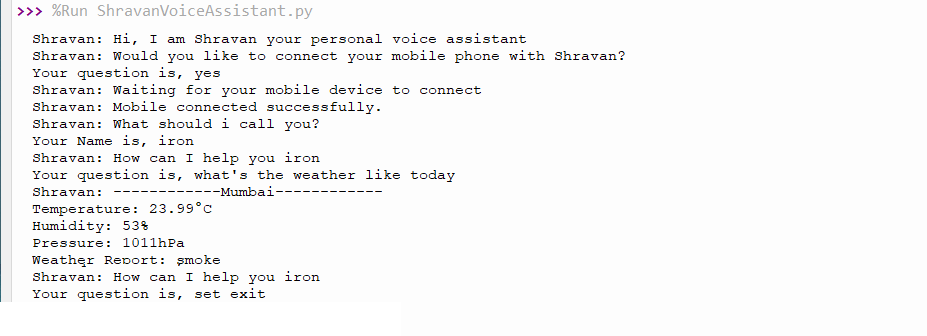 >>> %Run ShravanVoiceAssistant.py
Shravan: Hi, I am Shravan your personal voice assistant
Shravan: Would you like to connect your mobile phone with Shravan?
Your question is, yes
Shravan: Waiting for your mobile device to connect
Shravan: Mobile connected successfully.
Shravan: What should i call you?
Your Name is, iron
Shravan: How can I help you iron
Your question is, what's the weather like today
Shravan: ------------Mumbai------------
Temperature: 23.99°C
Humidity: 53%
Pressure: 1011hPa
Weather Report: smoke
Shravan: How can I help you iron
Your question is, set exit